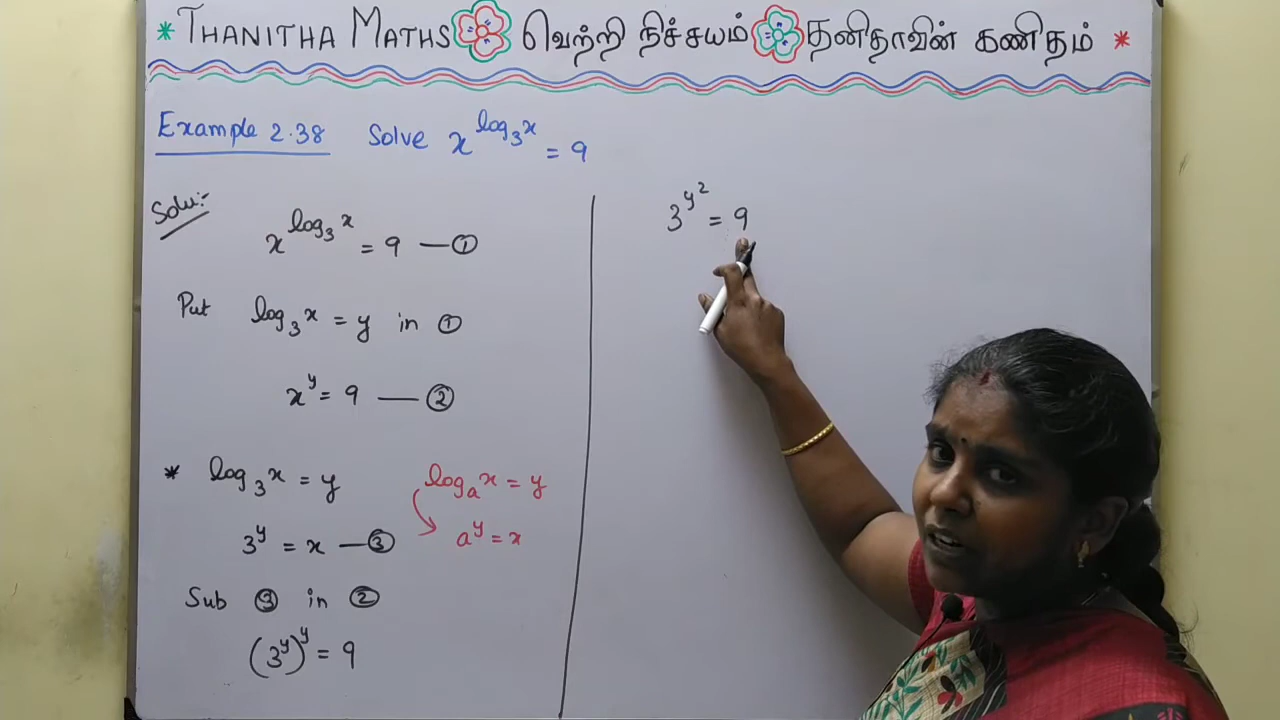 * THANITHA MATHS வெற்றி நிச்சயம் தனிதாவின் கணிதம் *
Example 2.38 Solve x^{log_3 x} = 9
Solu:-
x^{log_3 x} = 9 — ①
Put log_3 x = y in ①
x^y = 9 — ②
* log_3 x = y
log_a x = y
3^y = x — ③
a^y = x
Sub ③ in ②
(3^y)^y = 9
3^{y^2} = 9